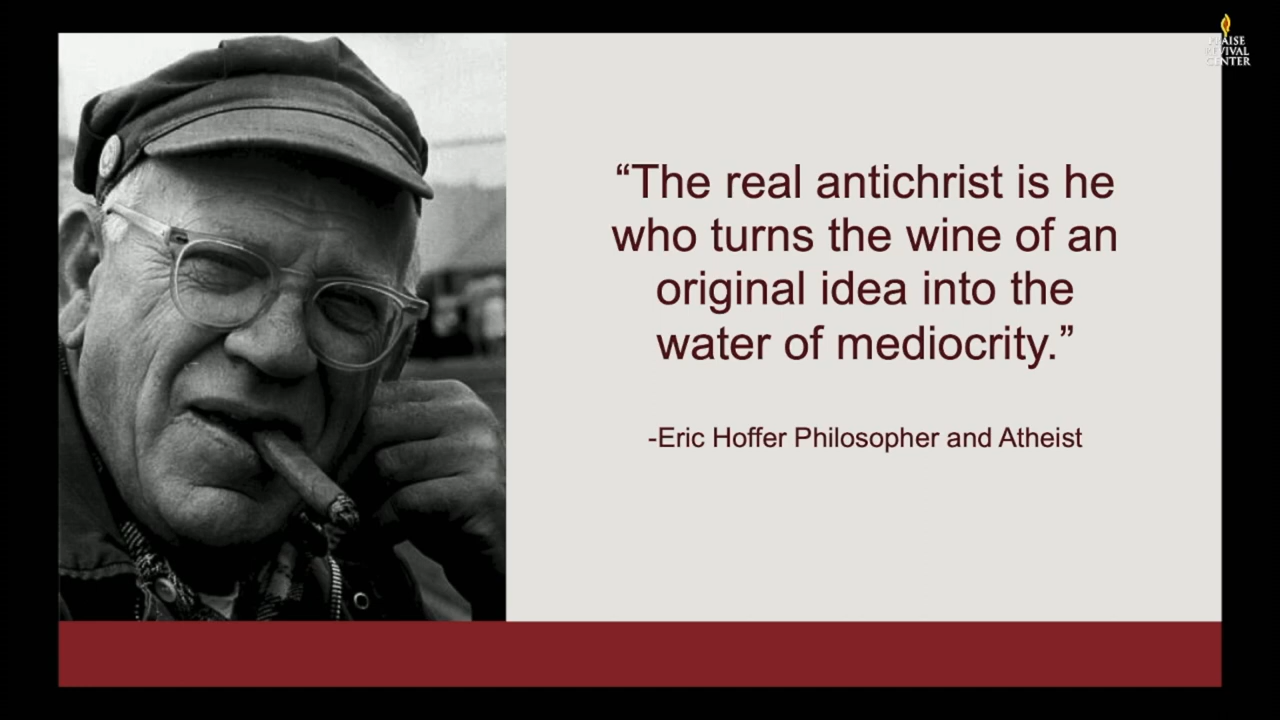 “The real antichrist is he
who turns the wine of an
original idea into the
water of mediocrity.”
-Eric Hoffer Philosopher and Atheist
CENTER